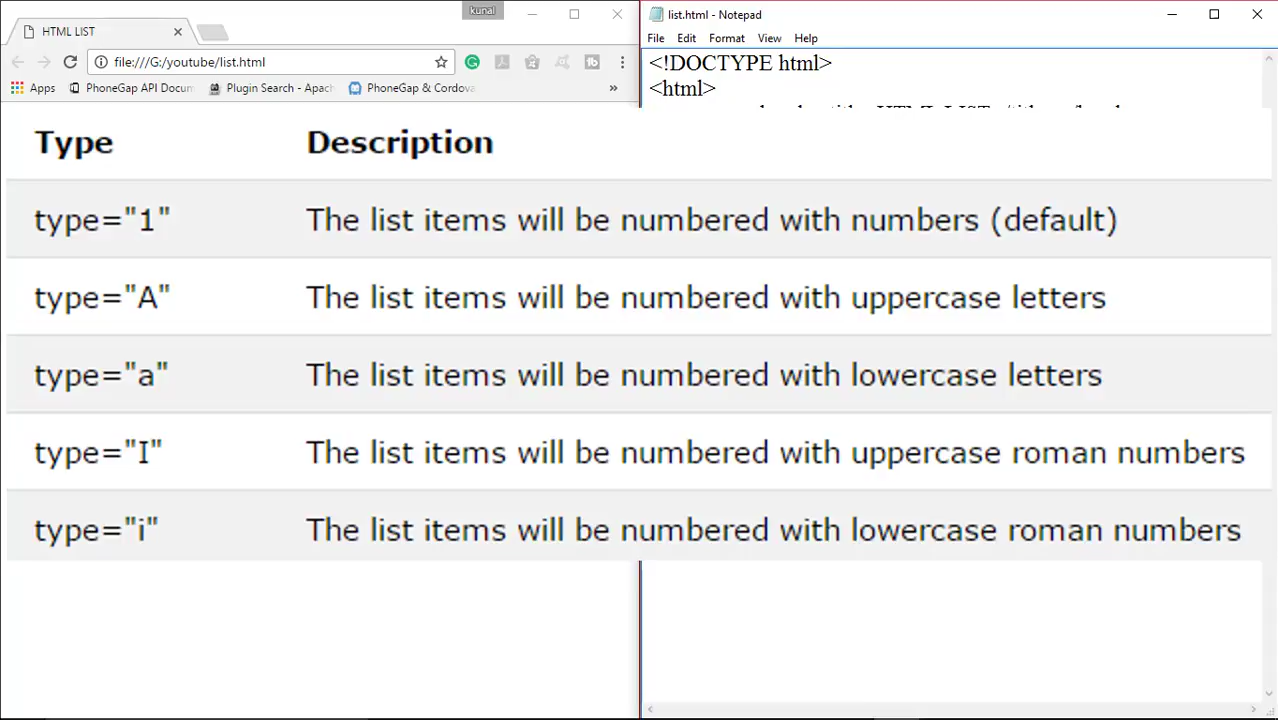 kunal
HTML LIST
file:///G:/youtube/list.html
Apps PhoneGap API Docum Plugin Search - Apach PhoneGap & Cordova »
list.html - Notepad
File Edit Format View Help
<!DOCTYPE html>
<html>
Type Description
type="1" The list items will be numbered with numbers (default)
type="A" The list items will be numbered with uppercase letters
type="a" The list items will be numbered with lowercase letters
type="I" The list items will be numbered with uppercase roman numbers
type="i" The list items will be numbered with lowercase roman numbers